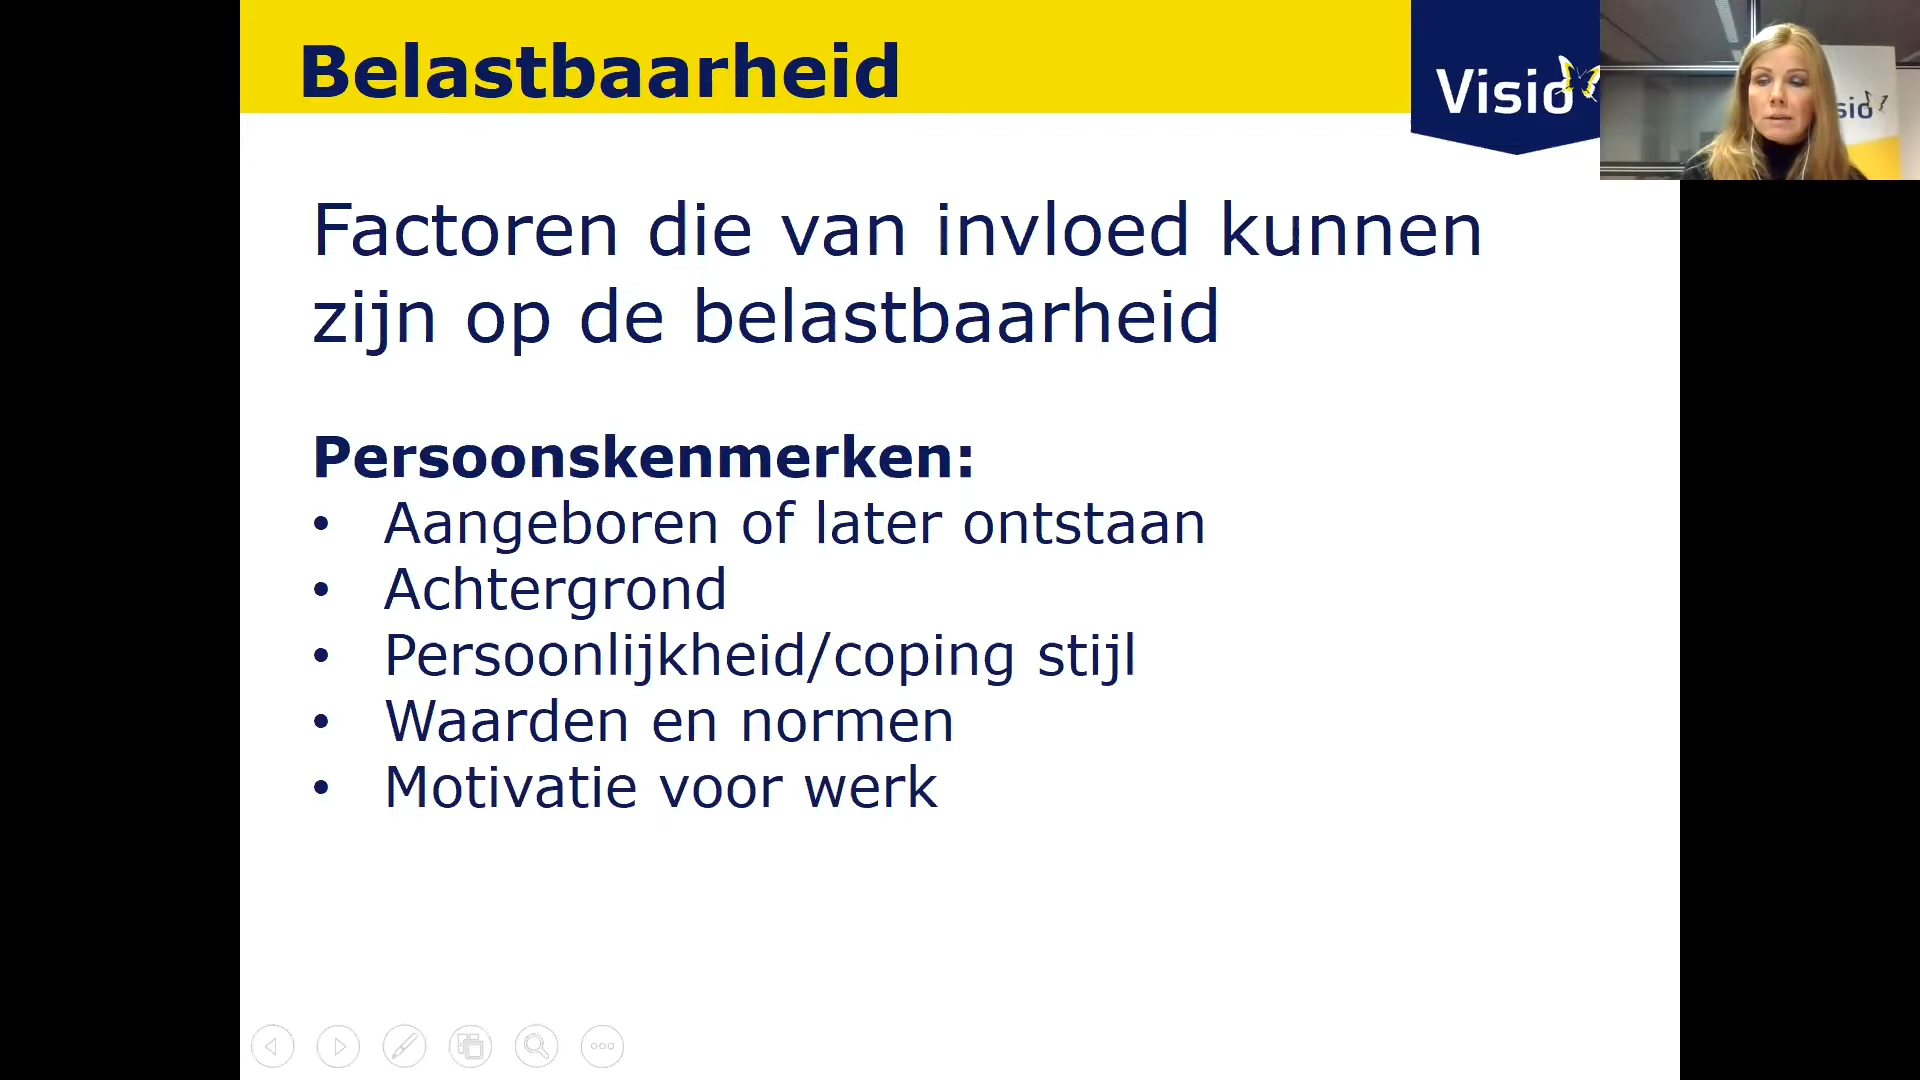 Belastbaarheid
Visio
sio
Factoren die van invloed kunnen
zijn op de belastbaarheid
Persoonskenmerken:
• Aangeboren of later ontstaan
• Achtergrond
• Persoonlijkheid/coping stijl
• Waarden en normen
• Motivatie voor werk